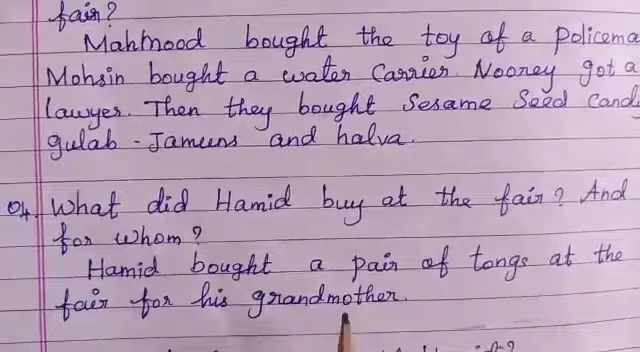 fair?
Mahmood bought the toy of a policema
Mohsin bought a water carrier. Noorey got a
lawyer. Then they bought Sesame Seed cand
gulab-Jamuns and halva.
04. What did Hamid buy at the fair? And
for whom?
Hamid bought a pair of tongs at the
fair for his grandmother.